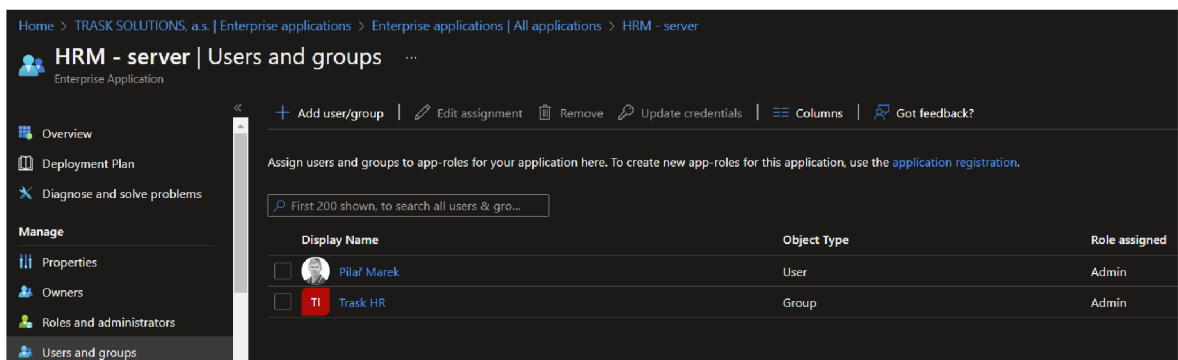 Home > TRASK SOLUTIONS, a.s. | Enterprise applications > Enterprise applications | All applications > HRM - server
HRM - server | Users and groups ...
Enterprise Application
«
+ Add user/group | Edit assignment Remove Update credentials | Columns | Got feedback?
Overview
Deployment Plan
Diagnose and solve problems
Manage
Properties
Owners
Roles and administrators
Users and groups
Assign users and groups to app-roles for your application here. To create new app-roles for this application, use the application registration.
First 200 shown, to search all users & gro...
Display Name Object Type Role assigned
Pilař Marek User Admin
TI Trask HR Group Admin